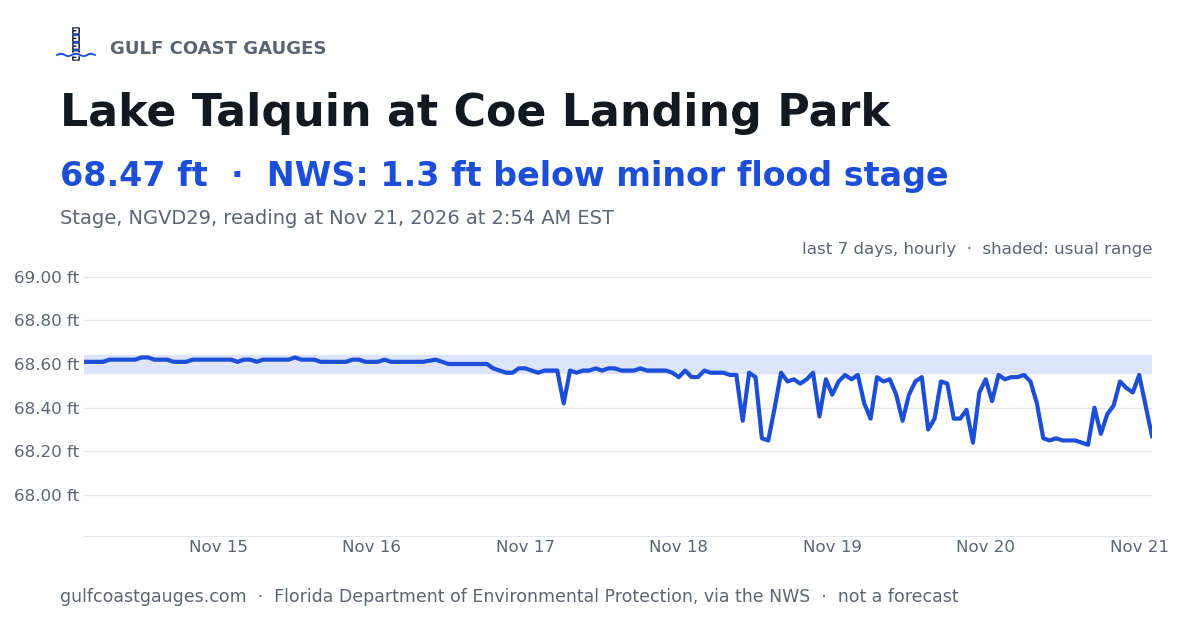 GULF COAST GAUGES
Lake Talquin at Coe Landing Park
68.47 ft · NWS: 1.3 ft below minor flood stage
Stage, NGVD29, reading at Nov 21, 2026 at 2:54 AM EST
last 7 days, hourly · shaded: usual range
69.00 ft
68.80 ft
68.60 ft
68.40 ft
68.20 ft
68.00 ft
Nov 15 Nov 16 Nov 17 Nov 18 Nov 19 Nov 20 Nov 21
gulfcoastgauges.com · Florida Department of Environmental Protection, via the NWS · not a forecast